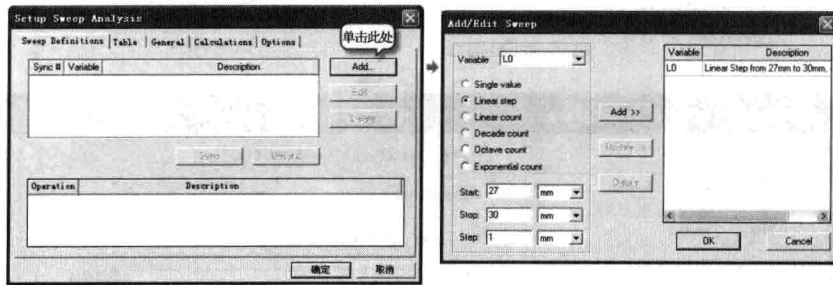 Setup Sweep Analysis
Sweep Definitions | Table | General | Calculations | Options
单击此处
Sync # Variable Description
Add...
Edit
Sync
Operation Description
确定 取消
Add/Edit Sweep
Variable L0
Single value
Linear step
Linear count
Decade count
Octave count
Exponential count
Start: 27 mm
Stop: 30 mm
Step: 1 mm
Add >>
Update >>
Delete
Variable Description
L0 Linear Step from 27mm to 30mm,
OK Cancel